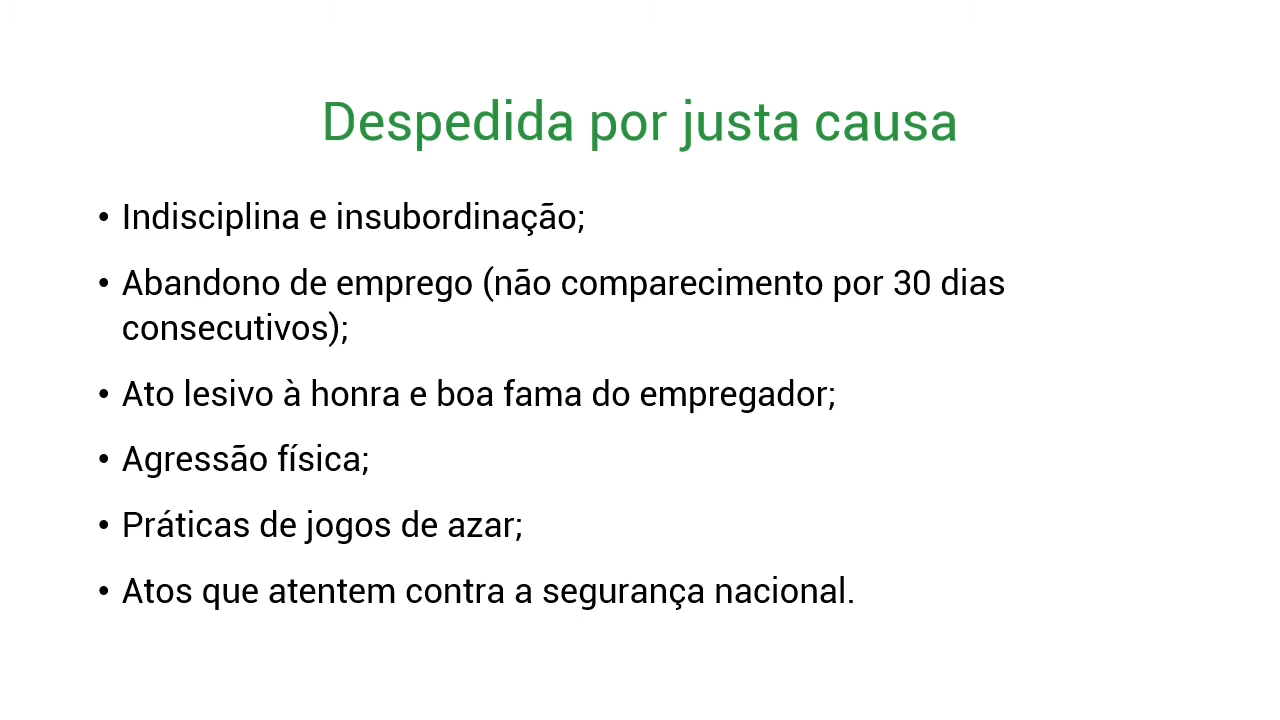 Despedida por justa causa
• Indisciplina e insubordinação;
• Abandono de emprego (não comparecimento por 30 dias
consecutivos);
• Ato lesivo à honra e boa fama do empregador;
• Agressão física;
• Práticas de jogos de azar;
• Atos que atentem contra a segurança nacional.